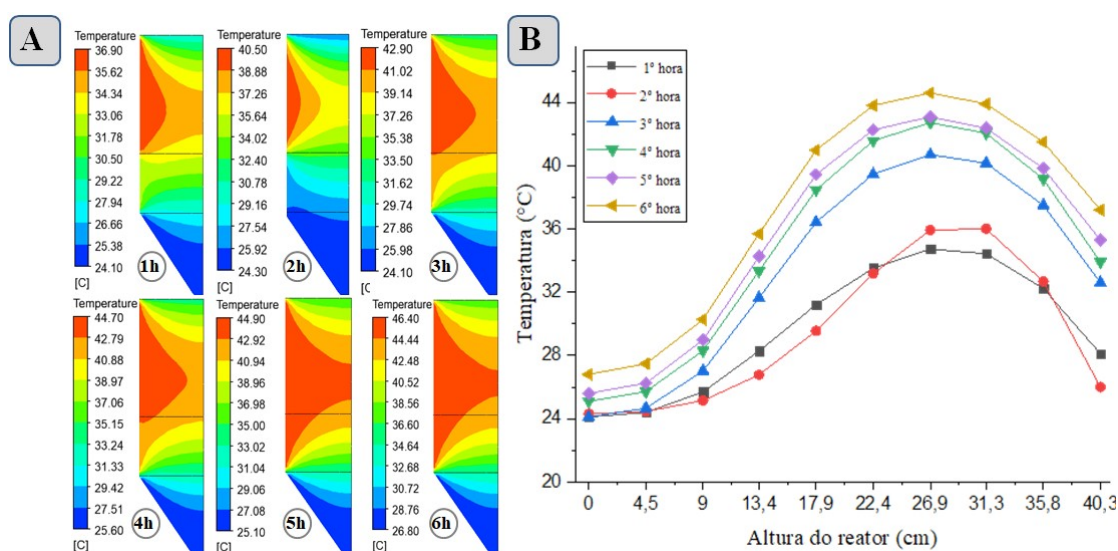 A
Temperature
36.90
35.62
34.34
33.06
31.78
30.50
29.22
27.94
26.66
25.38
24.10
[C]
1h
Temperature
40.50
38.88
37.26
35.64
34.02
32.40
30.78
29.16
27.54
25.92
24.30
[C]
2h
Temperature
42.90
41.02
39.14
37.26
35.38
33.50
31.62
29.74
27.86
25.98
24.10
[C
3h
Temperature
44.70
42.79
40.88
38.97
37.06
35.15
33.24
31.33
29.42
27.51
25.60
[C]
4h
Temperature
44.90
42.92
40.94
38.96
36.98
35.00
33.02
31.04
29.06
27.08
25.10
[C]
5h
Temperature
46.40
44.44
42.48
40.52
38.56
36.60
34.64
32.68
30.72
28.76
26.80
[C]
6h
B
1º hora
2º hora
3º hora
4º hora
5º hora
6º hora
Temperatura (°C)
44
40
36
32
28
24
20
0 4,5 9 13,4 17,9 22,4 26,9 31,3 35,8 40,3
Altura do reator (cm)